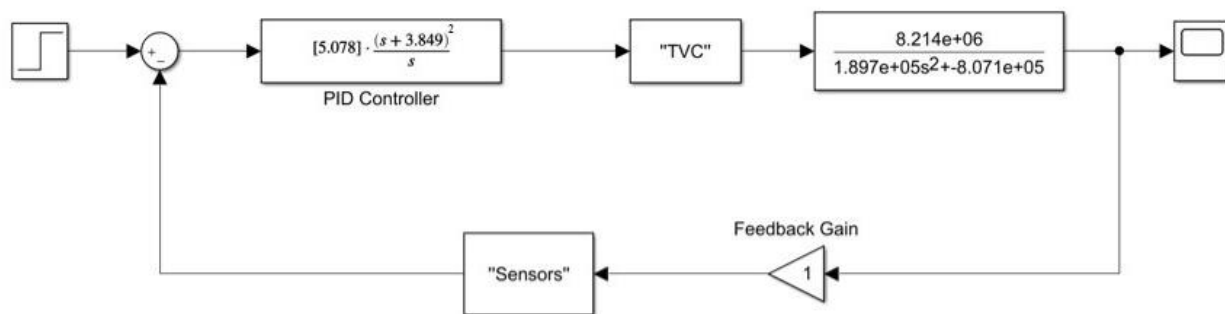 +
−
[5.078] · (s + 3.849)²
s
PID Controller
"TVC"
8.214e+06
1.897e+05s²+-8.071e+05
Feedback Gain
"Sensors"
1